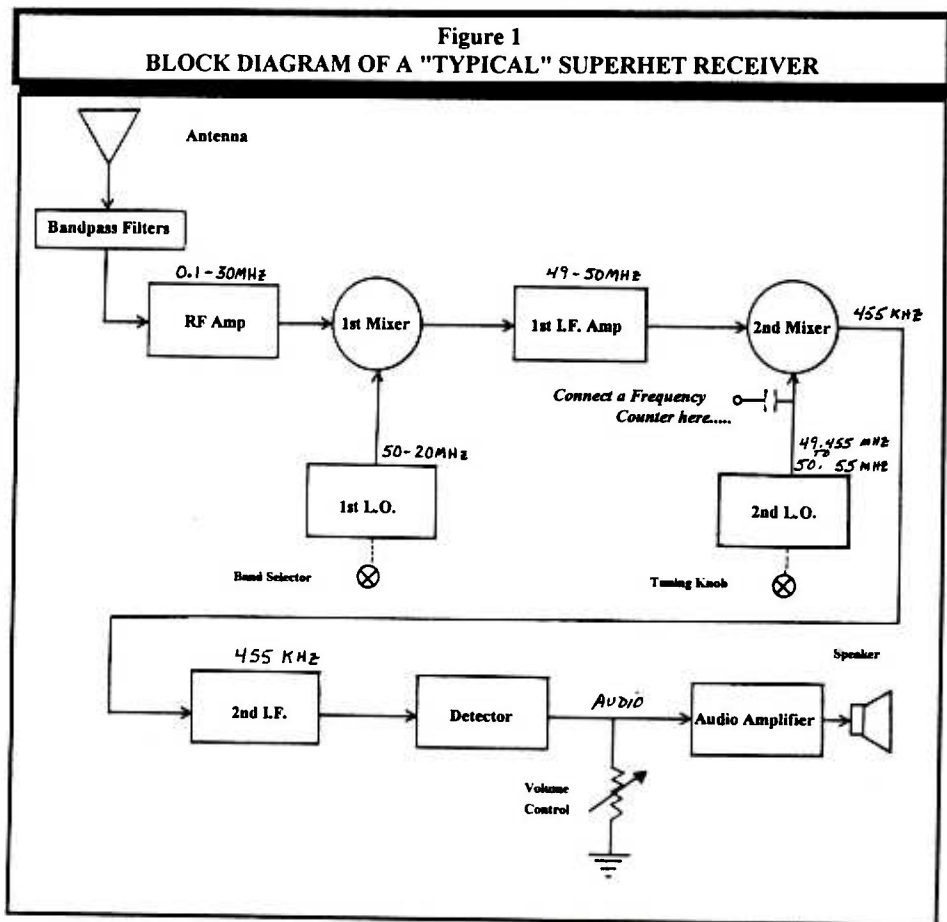 Figure 1
BLOCK DIAGRAM OF A "TYPICAL" SUPERHET RECEIVER
Antenna
Bandpass Filters
0.1-30MHz
RF Amp
1st Mixer
49-50MHz
1st I.F. Amp
2nd Mixer
455 KHz
Connect a Frequency
Counter here.....
50-20MHz
1st L.O.
49.455 MHz
TO
50. 55 MHz
2nd L.O.
Band Selector
Tuning Knob
455 KHz
2nd I.F.
Detector
AUDIO
Audio Amplifier
Speaker
Volume
Control